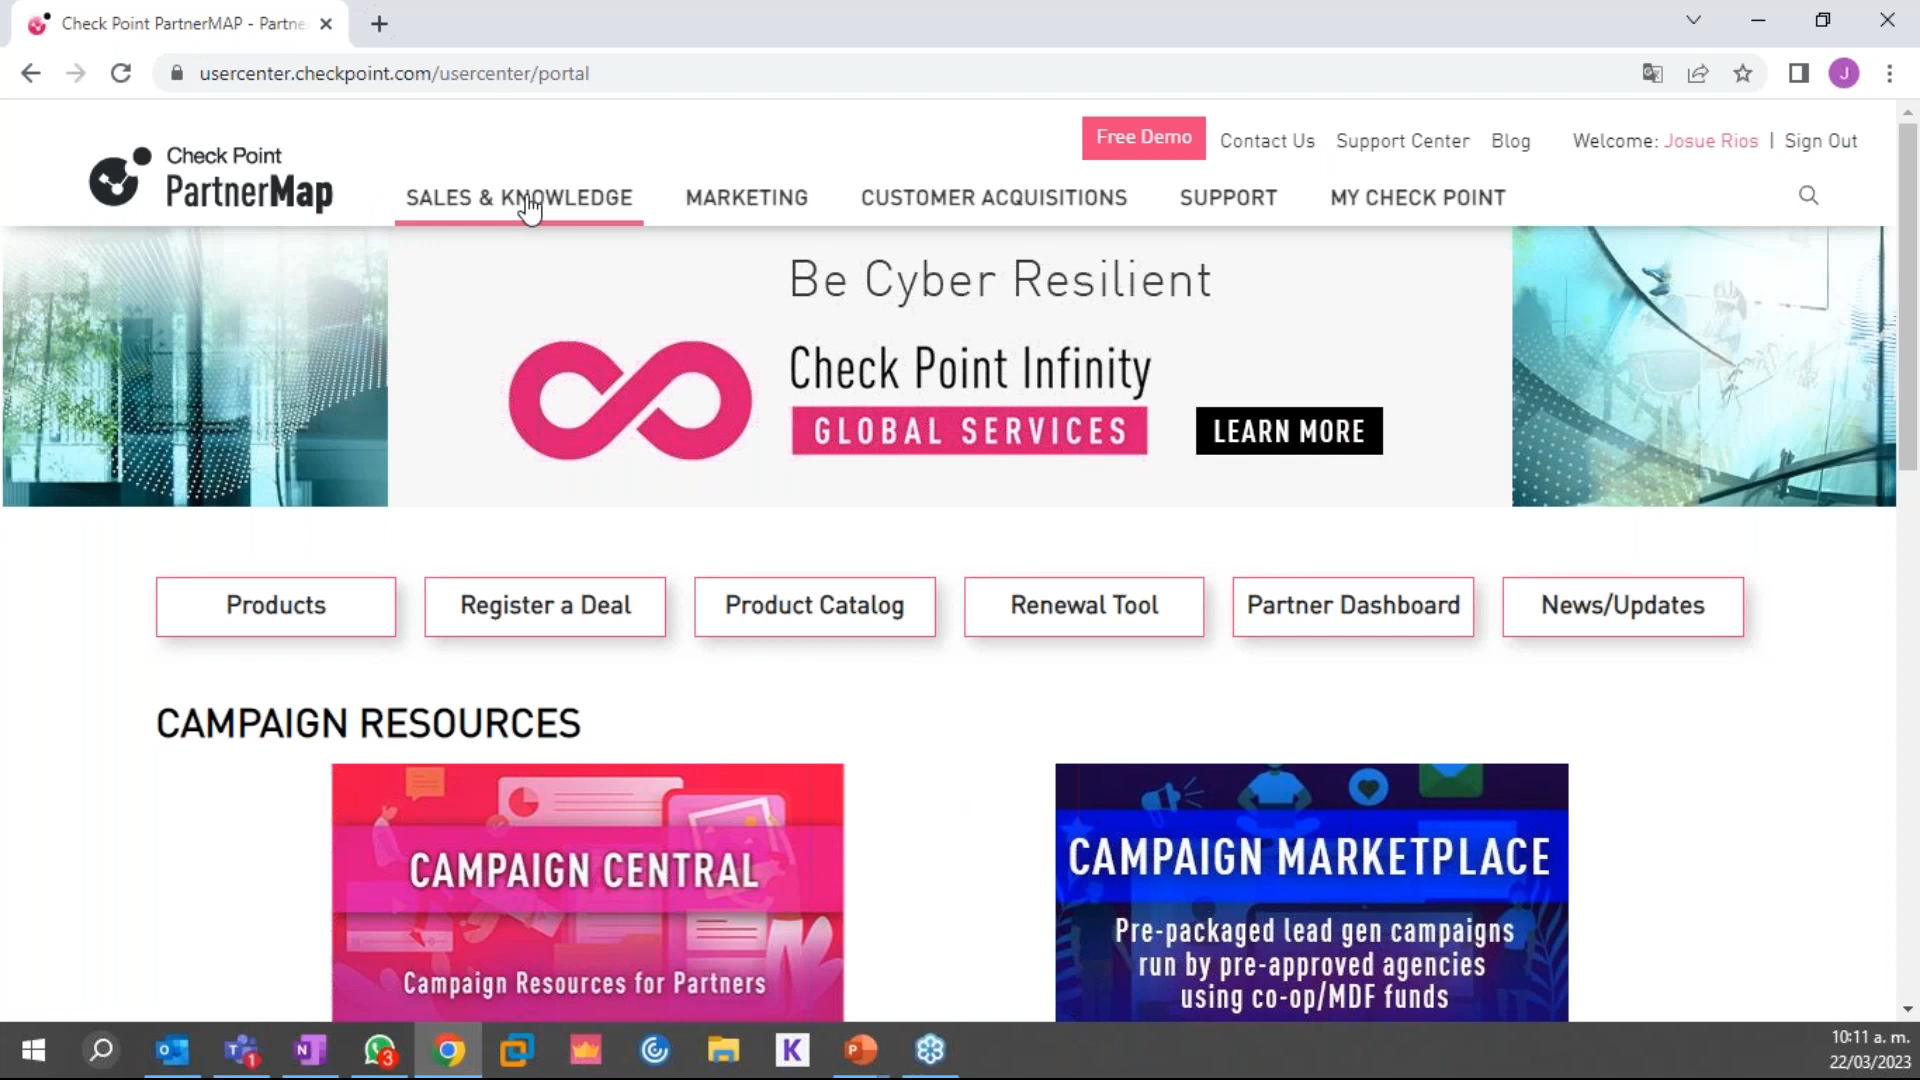 Check Point PartnerMAP - Partne
usercenter.checkpoint.com/usercenter/portal
J
Free Demo
Contact Us
Support Center
Blog
Welcome: Josue Rios | Sign Out
Check Point
PartnerMap
SALES & KNOWLEDGE
MARKETING
CUSTOMER ACQUISITIONS
SUPPORT
MY CHECK POINT
Be Cyber Resilient
Check Point Infinity
GLOBAL SERVICES
LEARN MORE
Products
Register a Deal
Product Catalog
Renewal Tool
Partner Dashboard
News/Updates
CAMPAIGN RESOURCES
CAMPAIGN CENTRAL
Campaign Resources for Partners
CAMPAIGN MARKETPLACE
Pre-packaged lead gen campaigns
run by pre-approved agencies
using co-op/MDF funds
1
3
K
P
10:11 a. m.
22/03/2023